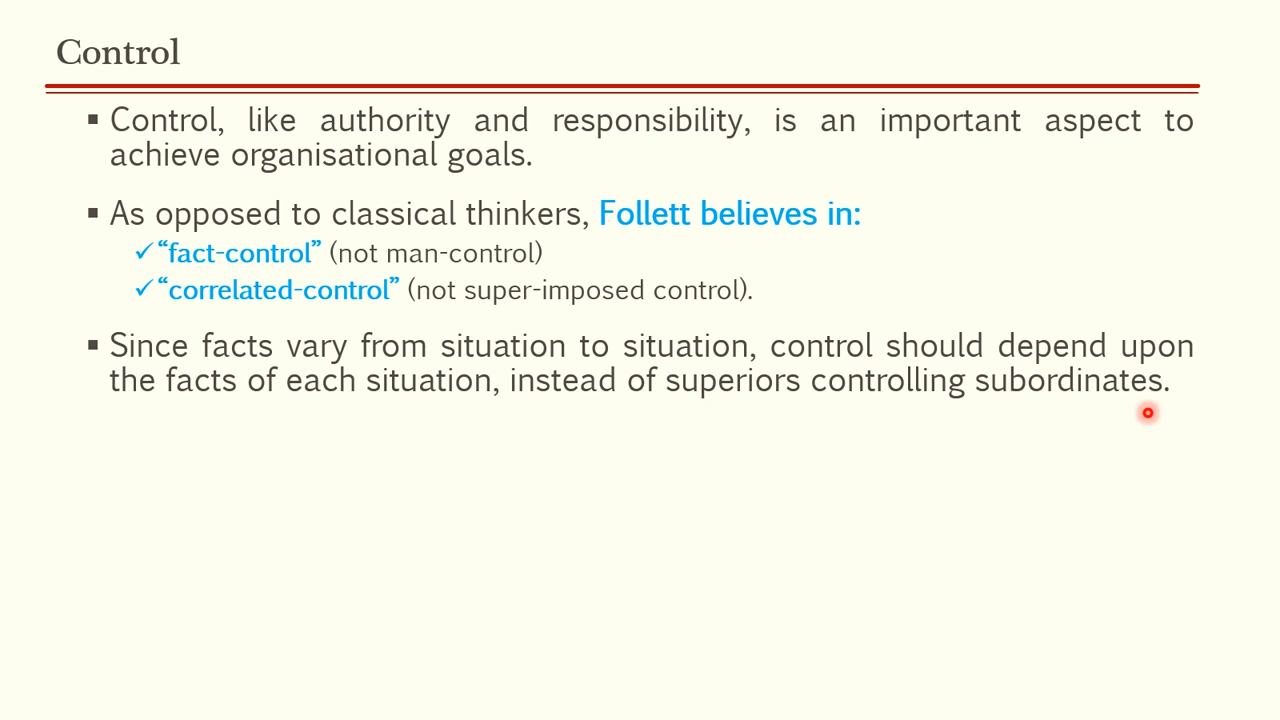 Control
▪ Control, like authority and responsibility, is an important aspect to
achieve organisational goals.
▪ As opposed to classical thinkers, Follett believes in:
✓“fact-control” (not man-control)
✓“correlated-control” (not super-imposed control).
▪ Since facts vary from situation to situation, control should depend upon
the facts of each situation, instead of superiors controlling subordinates.